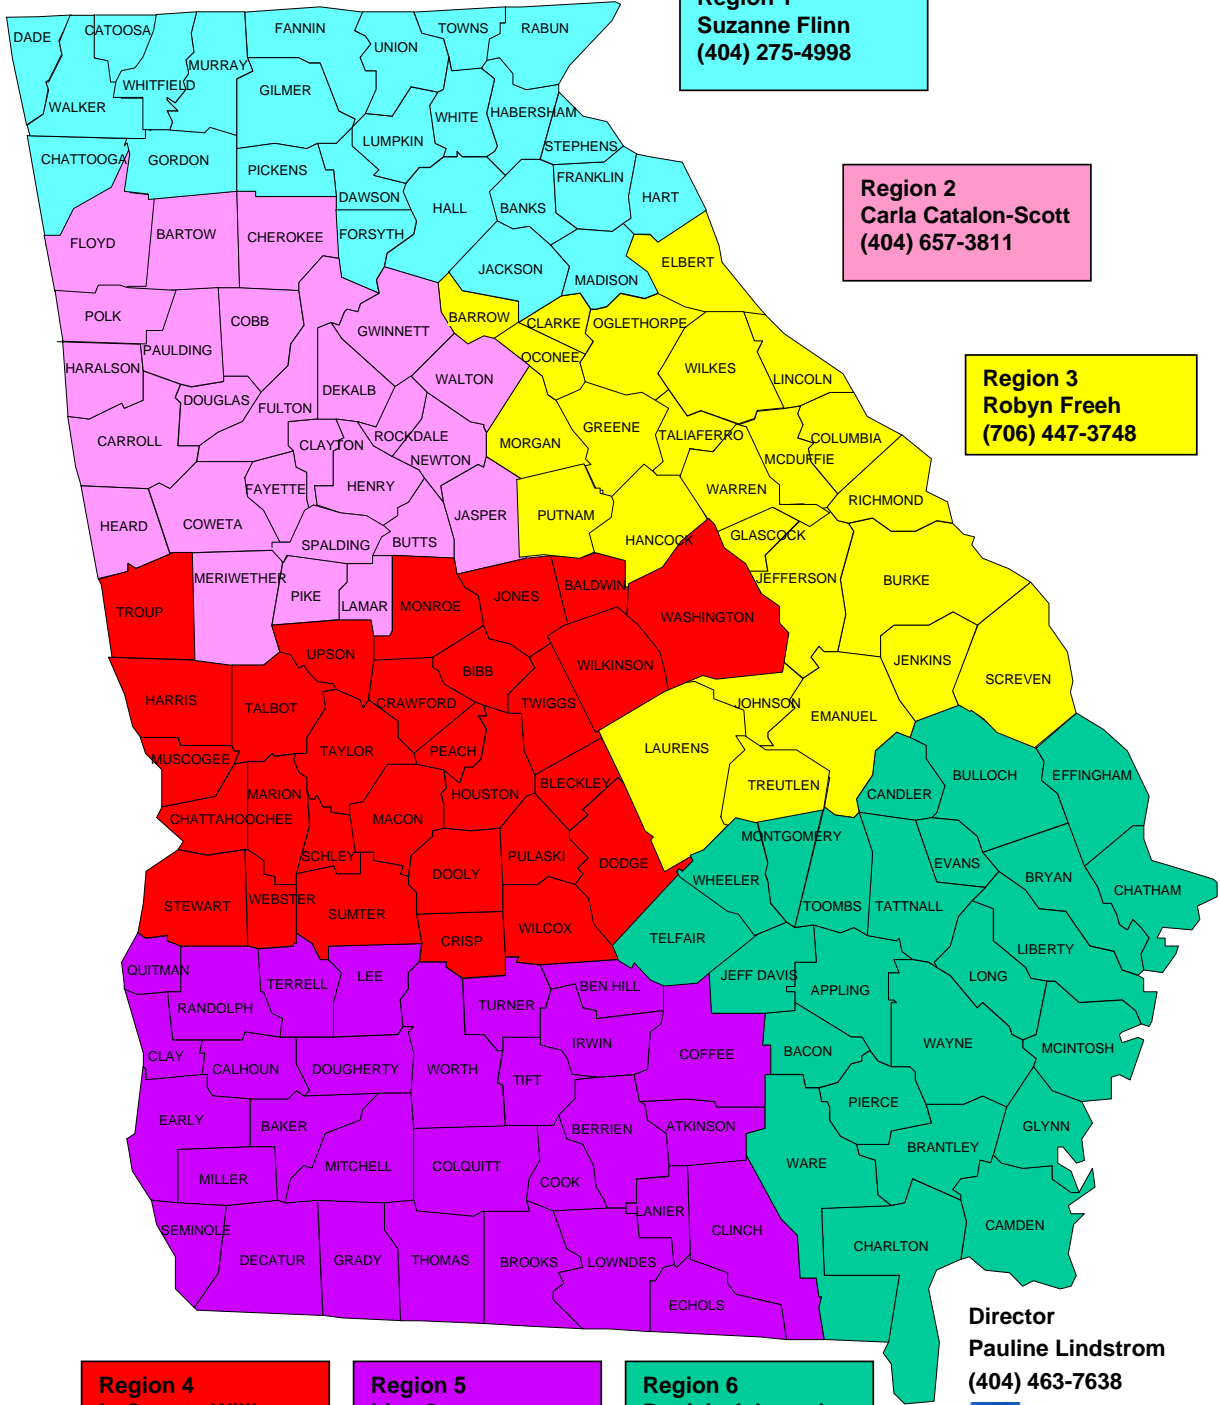 Region 1
Suzanne Flinn
(404) 275-4998
DADE
CATOOSA
FANNIN
TOWNS
RABUN
UNION
MURRAY
WHITFIELD
GILMER
WALKER
WHITE
HABERSHAM
LUMPKIN
STEPHENS
CHATTOOGA
GORDON
PICKENS
FRANKLIN
DAWSON
HALL
BANKS
HART
Region 2
Carla Catalon-Scott
(404) 657-3811
FLOYD
BARTOW
CHEROKEE
FORSYTH
JACKSON
MADISON
ELBERT
POLK
COBB
GWINNETT
BARROW
CLARKE
OGLETHORPE
PAULDING
HARALSON
OCONEE
WILKES
LINCOLN
DEKALB
WALTON
DOUGLAS
FULTON
Region 3
Robyn Freeh
(706) 447-3748
CARROLL
CLAYTON
ROCKDALE
NEWTON
MORGAN
GREENE
TALIAFERRO
COLUMBIA
MCDUFFIE
FAYETTE
HENRY
WARREN
RICHMOND
HEARD
COWETA
JASPER
PUTNAM
SPALDING
BUTTS
HANCOCK
GLASCOCK
MERIWETHER
PIKE
LAMAR
TROUP
MONROE
JONES
BALDWIN
WASHINGTON
JEFFERSON
BURKE
UPSON
BIBB
WILKINSON
JENKINS
SCREVEN
HARRIS
TALBOT
CRAWFORD
TWIGGS
JOHNSON
EMANUEL
MUSCOGEE
TAYLOR
PEACH
LAURENS
BLECKLEY
TREUTLEN
CANDLER
BULLOCH
EFFINGHAM
MARION
HOUSTON
CHATTAHOOCHEE
MACON
MONTGOMERY
SCHLEY
PULASKI
DODGE
DOOLY
WHEELER
EVANS
BRYAN
CHATHAM
STEWART
WEBSTER
SUMTER
TOOMBS
TATTNALL
CRISP
WILCOX
TELFAIR
LIBERTY
QUITMAN
TERRELL
LEE
BEN HILL
JEFF DAVIS
APPLING
LONG
RANDOLPH
TURNER
CLAY
CALHOUN
DOUGHERTY
WORTH
IRWIN
COFFEE
BACON
WAYNE
MCINTOSH
TIFT
EARLY
BAKER
BERRIEN
ATKINSON
PIERCE
GLYNN
MILLER
MITCHELL
COLQUITT
COOK
WARE
BRANTLEY
SEMINOLE
LANIER
CLINCH
CAMDEN
DECATUR
GRADY
THOMAS
BROOKS
LOWNDES
CHARLTON
ECHOLS
Director
Pauline Lindstrom
(404) 463-7638
Region 4
Region 5
Region 6